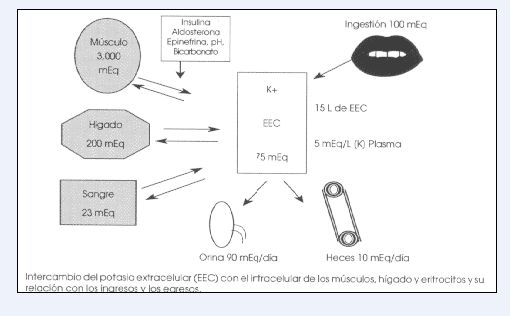 Insulina
Aldosterona
Epinefrina, pH,
Bicarbonato
Ingestión 100 mEq
Músculo
3.000
mEq
K+
15 L de EEC
EEC
Hígado
200 mEq
5 mEq/L (K) Plasma
75 mEq
Sangre
23 mEq
Orina 90 mEq/día
Heces 10 mEq/día
Intercambio del potasio extracelular (EEC) con el intracelular de los músculos, hígado y eritrocitos y su
relación con los ingresos y los egresos.